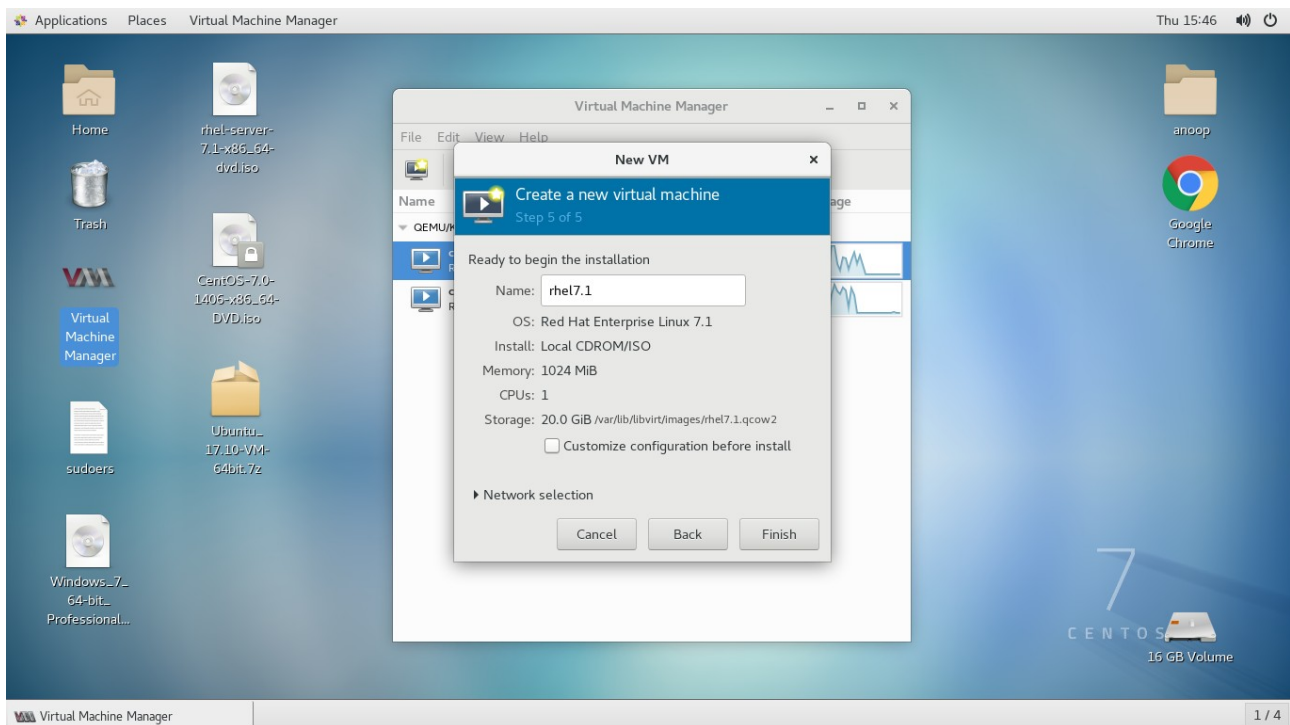 Applications Places Virtual Machine Manager Thu 15:46
Home
Trash
Virtual
Machine
Manager
sudoers
Windows_7_
64-bit_
Professional...
rhel-server-
7.1-x86_64-
dvd.iso
CentOS-7.0-
1406-x86_64-
DVD.iso
Ubuntu_
17.10-VM-
64bit.7z
Virtual Machine Manager
File Edit View Help
Name
QEMU/K
New VM
Create a new virtual machine
Step 5 of 5
Ready to begin the installation
Name: rhel7.1
OS: Red Hat Enterprise Linux 7.1
Install: Local CDROM/ISO
Memory: 1024 MiB
CPUs: 1
Storage: 20.0 GiB /var/lib/libvirt/images/rhel7.1.qcow2
Customize configuration before install
Network selection
Cancel Back Finish
anoop
Google
Chrome
7
CENTOS
16 GB Volume
Virtual Machine Manager 1 / 4